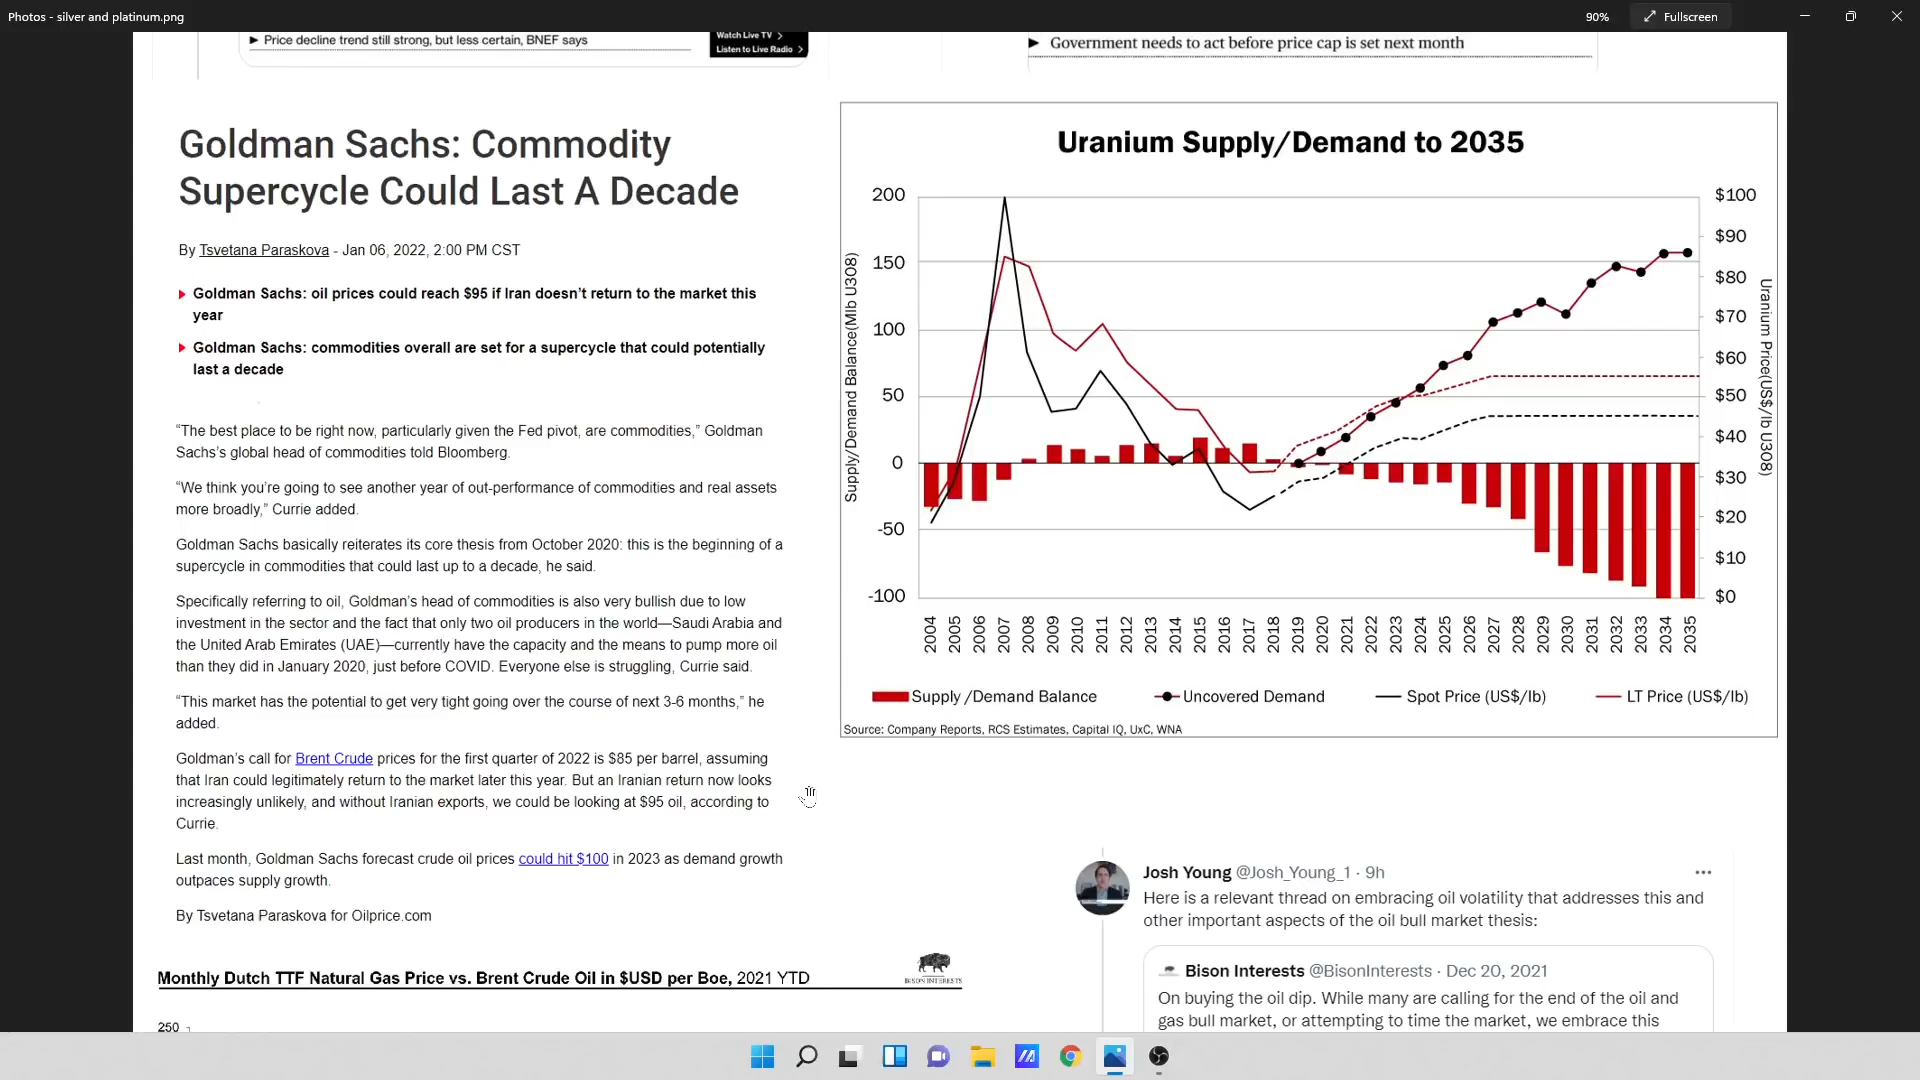 Photos - silver and platinum.png
90%
Fullscreen
Price decline trend still strong, but less certain, BNEF says
Watch Live TV
Listen to Live Radio
Government needs to act before price cap is set next month
Goldman Sachs: Commodity
Supercycle Could Last A Decade
By Tsvetana Paraskova - Jan 06, 2022, 2:00 PM CST
Goldman Sachs: oil prices could reach $95 if Iran doesn’t return to the market this
year
Goldman Sachs: commodities overall are set for a supercycle that could potentially
last a decade
“The best place to be right now, particularly given the Fed pivot, are commodities,” Goldman
Sachs’s global head of commodities told Bloomberg.
“We think you’re going to see another year of out-performance of commodities and real assets
more broadly,” Currie added.
Goldman Sachs basically reiterates its core thesis from October 2020: this is the beginning of a
supercycle in commodities that could last up to a decade, he said.
Specifically referring to oil, Goldman’s head of commodities is also very bullish due to low
investment in the sector and the fact that only two oil producers in the world—Saudi Arabia and
the United Arab Emirates (UAE)—currently have the capacity and the means to pump more oil
than they did in January 2020, just before COVID. Everyone else is struggling, Currie said.
“This market has the potential to get very tight going over the course of next 3-6 months,” he
added.
Goldman’s call for Brent Crude prices for the first quarter of 2022 is $85 per barrel, assuming
that Iran could legitimately return to the market later this year. But an Iranian return now looks
increasingly unlikely, and without Iranian exports, we could be looking at $95 oil, according to
Currie.
Last month, Goldman Sachs forecast crude oil prices could hit $100 in 2023 as demand growth
outpaces supply growth.
By Tsvetana Paraskova for Oilprice.com
Monthly Dutch TTF Natural Gas Price vs. Brent Crude Oil in $USD per Boe, 2021 YTD
BISON INTERESTS
250
Uranium Supply/Demand to 2035
Supply/Demand Balance(Mlb U308)
200
150
100
50
0
-50
-100
$100
$90
$80
$70
$60
$50
$40
$30
$20
$10
$0
Uranium Price(US$/lb U308)
2004 2005 2006 2007 2008 2009 2010 2011 2012 2013 2014 2015 2016 2017 2018 2019 2020 2021 2022 2023 2024 2025 2026 2027 2028 2029 2030 2031 2032 2033 2034 2035
Supply /Demand Balance
Uncovered Demand
Spot Price (US$/lb)
LT Price (US$/lb)
Source: Company Reports, RCS Estimates, Capital IQ, UxC, WNA
Josh Young @Josh_Young_1 · 9h
Here is a relevant thread on embracing oil volatility that addresses this and
other important aspects of the oil bull market thesis:
Bison Interests @BisonInterests · Dec 20, 2021
On buying the oil dip. While many are calling for the end of the oil and
gas bull market, or attempting to time the market, we embrace this